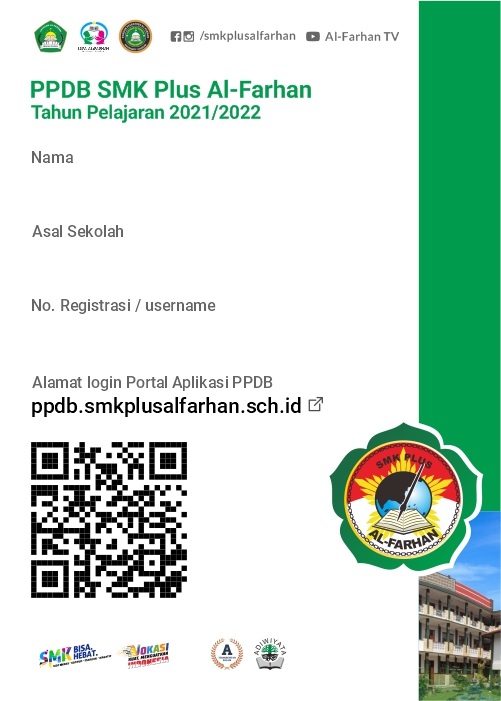 /smkplusalfarhan
Al-Farhan TV
PPDB SMK Plus Al-Farhan
Tahun Pelajaran 2021/2022
Nama
Asal Sekolah
No. Registrasi / username
Alamat login Portal Aplikasi PPDB
ppdb.smkplusalfarhan.sch.id
SMK PLUS
AL-FARHAN
SMK BISA.
HEBAT.
VOKASI
A
ADIWIYATA